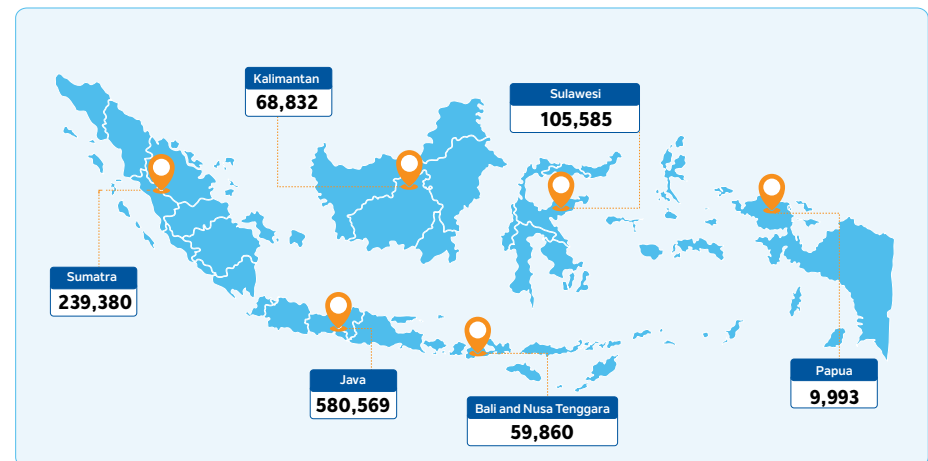 Kalimantan
68,832
Sulawesi
105,585
Sumatra
239,380
Java
580,569
Bali and Nusa Tenggara
59,860
Papua
9,993